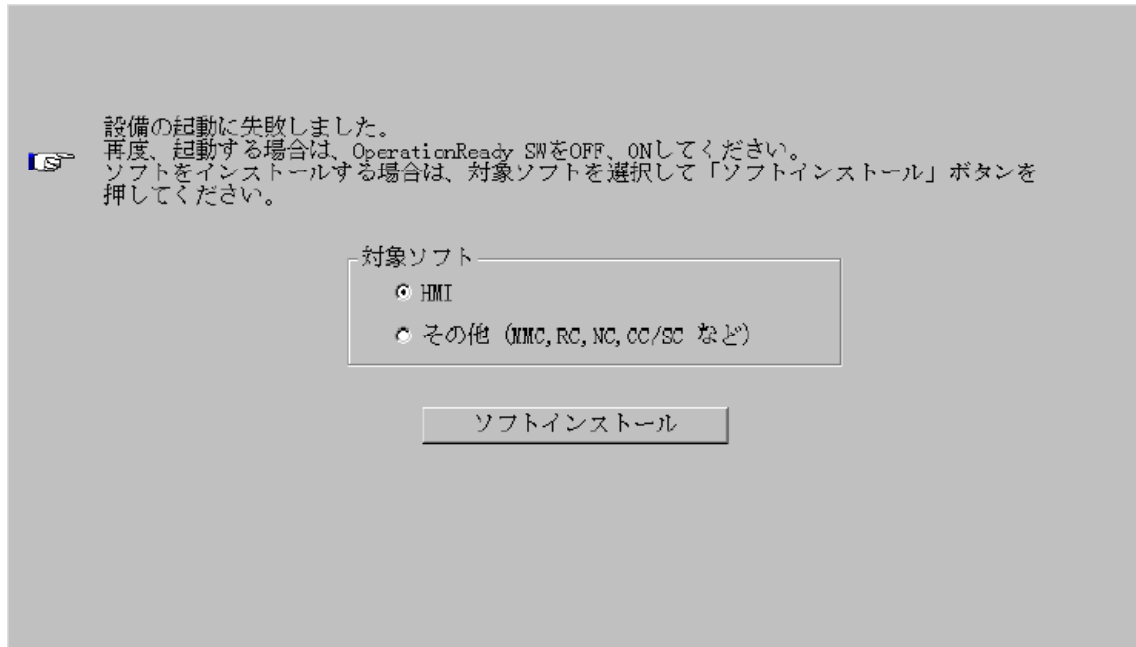 設備の起動に失敗しました。
再度、起動する場合は、OperationReady SWをOFF、ONしてください。
ソフトをインストールする場合は、対象ソフトを選択して「ソフトインストール」ボタンを
押してください。
対象ソフト
HMI
その他 (MMC,RC,NC,CC/SC など)
ソフトインストール